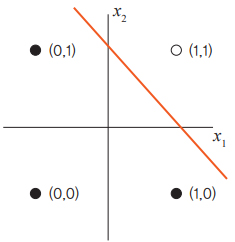 x₂
(0,1)
(1,1)
x₁
(0,0)
(1,0)